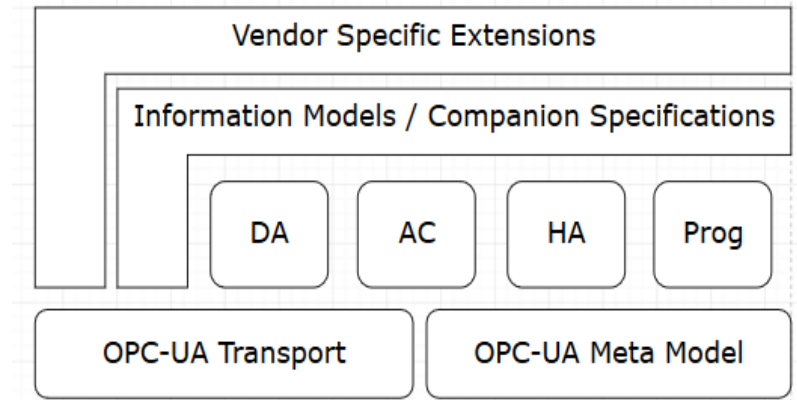 Vendor Specific Extensions
Information Models / Companion Specifications
DA
AC
HA
Prog
OPC-UA Transport
OPC-UA Meta Model